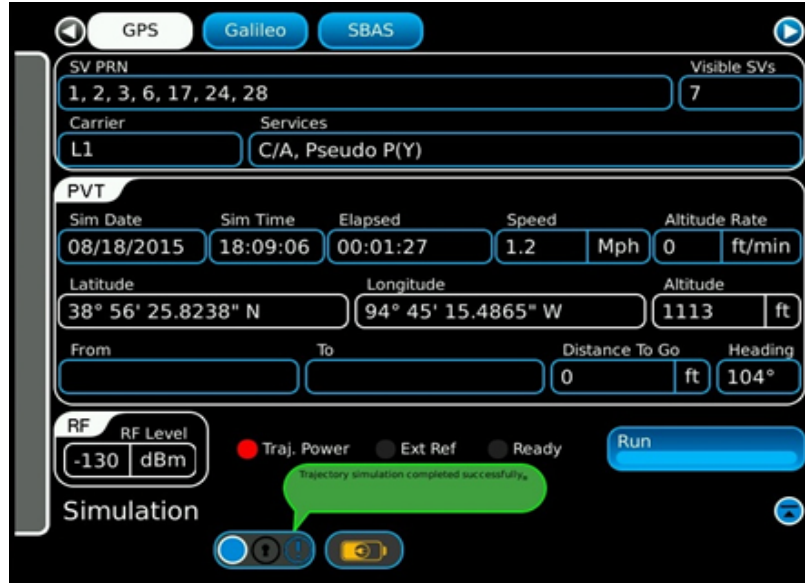 GPS Galileo SBAS
SV PRN Visible SVs
1, 2, 3, 6, 17, 24, 28 7
Carrier Services
L1 C/A, Pseudo P(Y)
PVT
Sim Date Sim Time Elapsed Speed Altitude Rate
08/18/2015 18:09:06 00:01:27 1.2 Mph 0 ft/min
Latitude Longitude Altitude
38° 56' 25.8238" N 94° 45' 15.4865" W 1113 ft
From To Distance To Go Heading
0 ft 104°
RF RF Level
-130 dBm
Traj. Power Ext Ref Ready Run
Trajectory simulation completed successfully.
Simulation